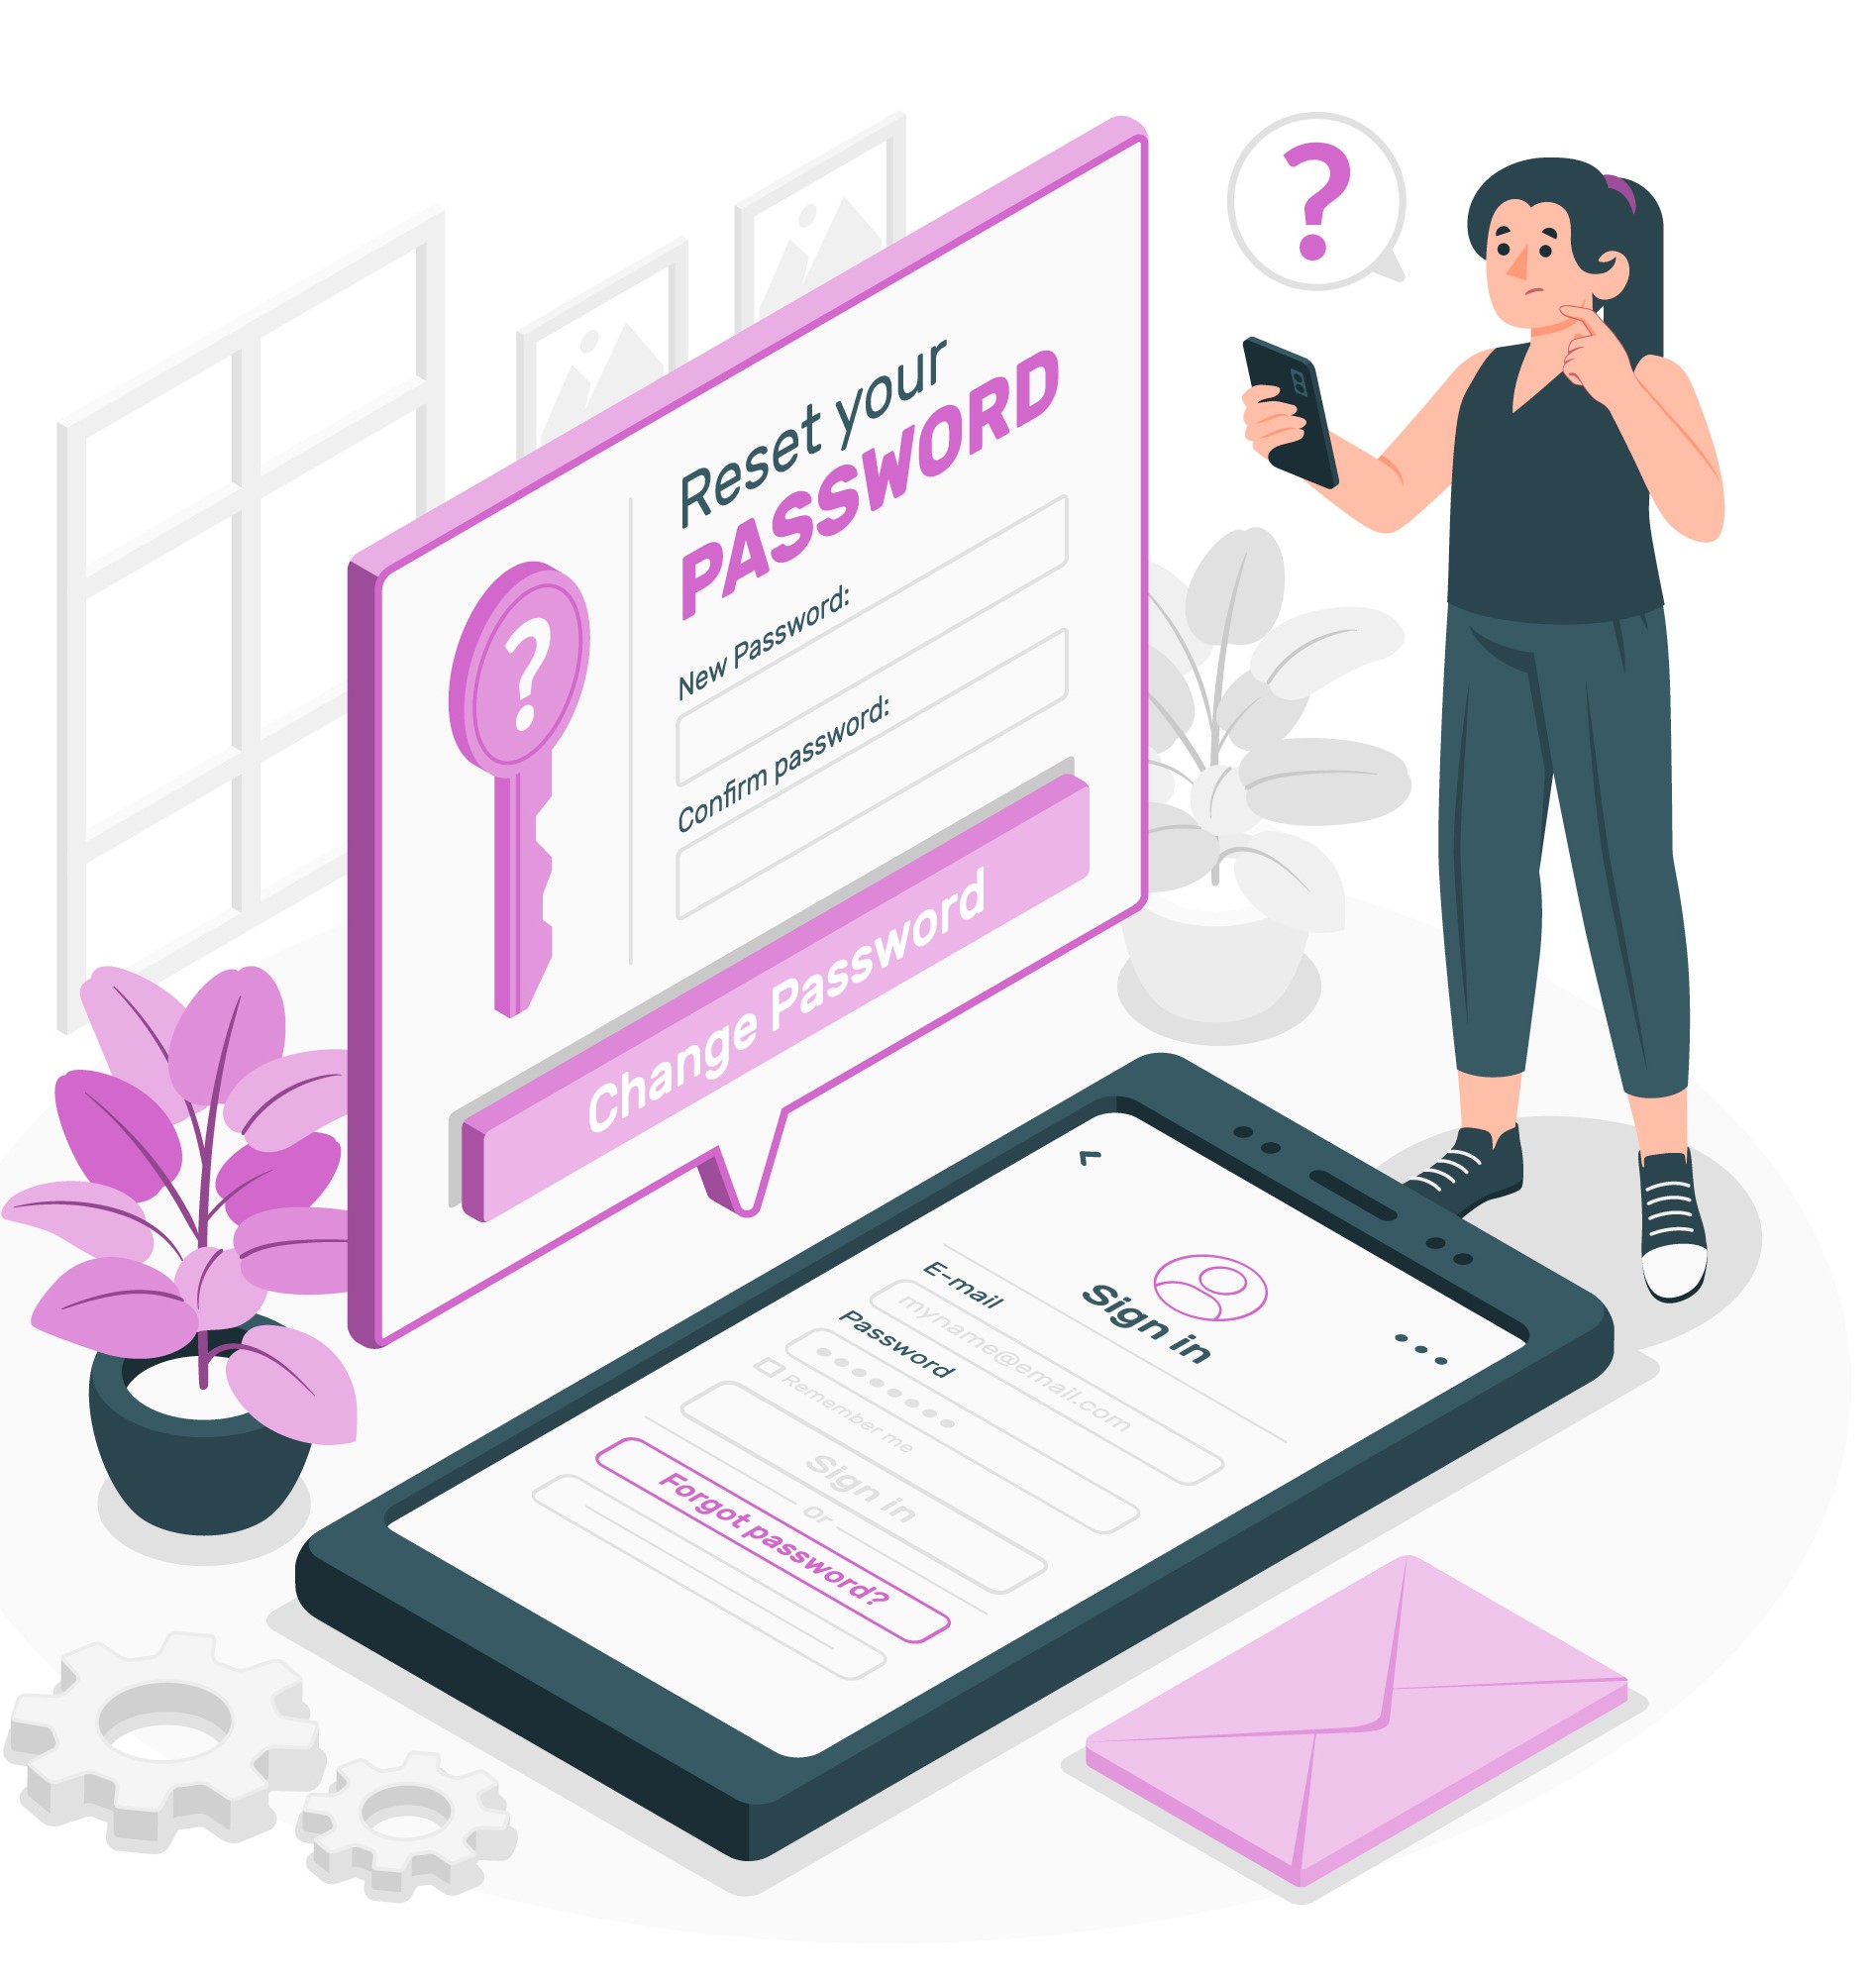 ?
Reset your
PASSWORD
New Password:
Confirm password:
?
Change Password
Sign in
E-mail
myname@email.com
Password
Remember me
Sign in
or
Forgot password?